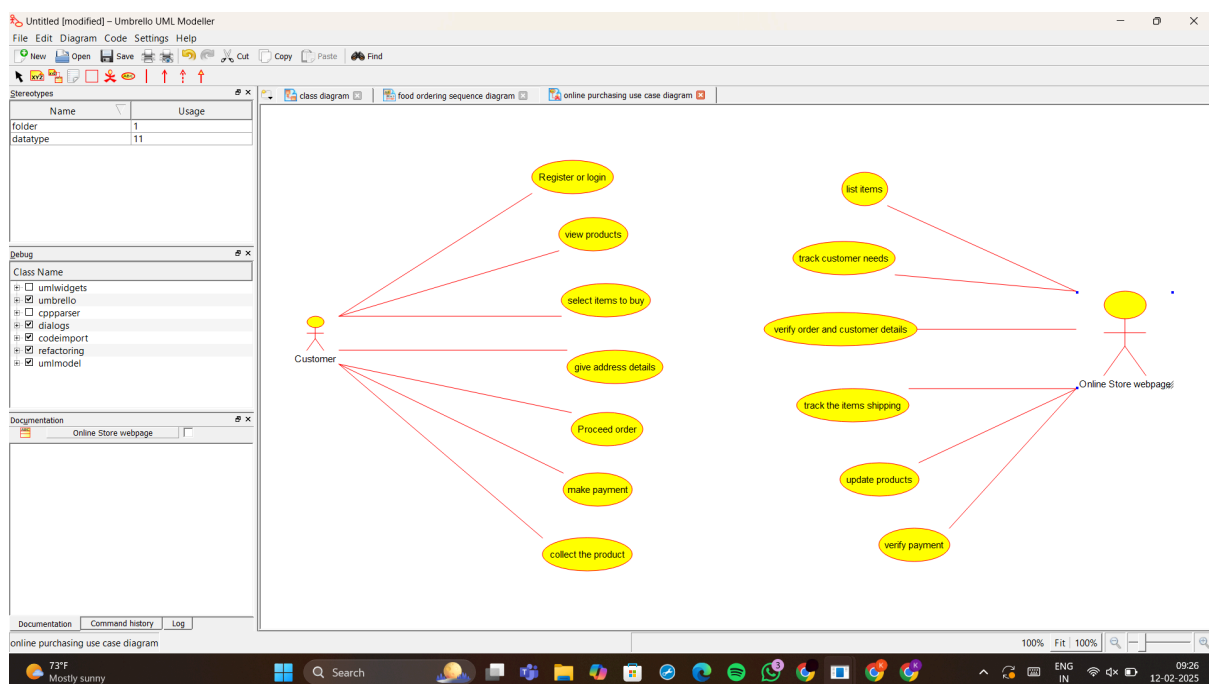 Untitled [modified] – Umbrello UML Modeller
File Edit Diagram Code Settings Help
New Open Save Cut Copy Paste Find
Stereotypes
class diagram food ordering sequence diagram online purchasing use case diagram
Name Usage
folder 1
datatype 11
Register or login
list items
view products
Debug
track customer needs
Class Name
umlwidgets
umbrello
select items to buy
cppparser
dialogs
verify order and customer details
codeimport
refactoring
Customer
umlmodel
give address details
Online Store webpage
track the items shipping
Documentation
Proceed order
Online Store webpage
update products
make payment
verify payment
collect the product
Documentation Command history Log
online purchasing use case diagram
100% Fit 100%
73°F
Mostly sunny
Search
3
ENG
IN
09:26
12-02-2025